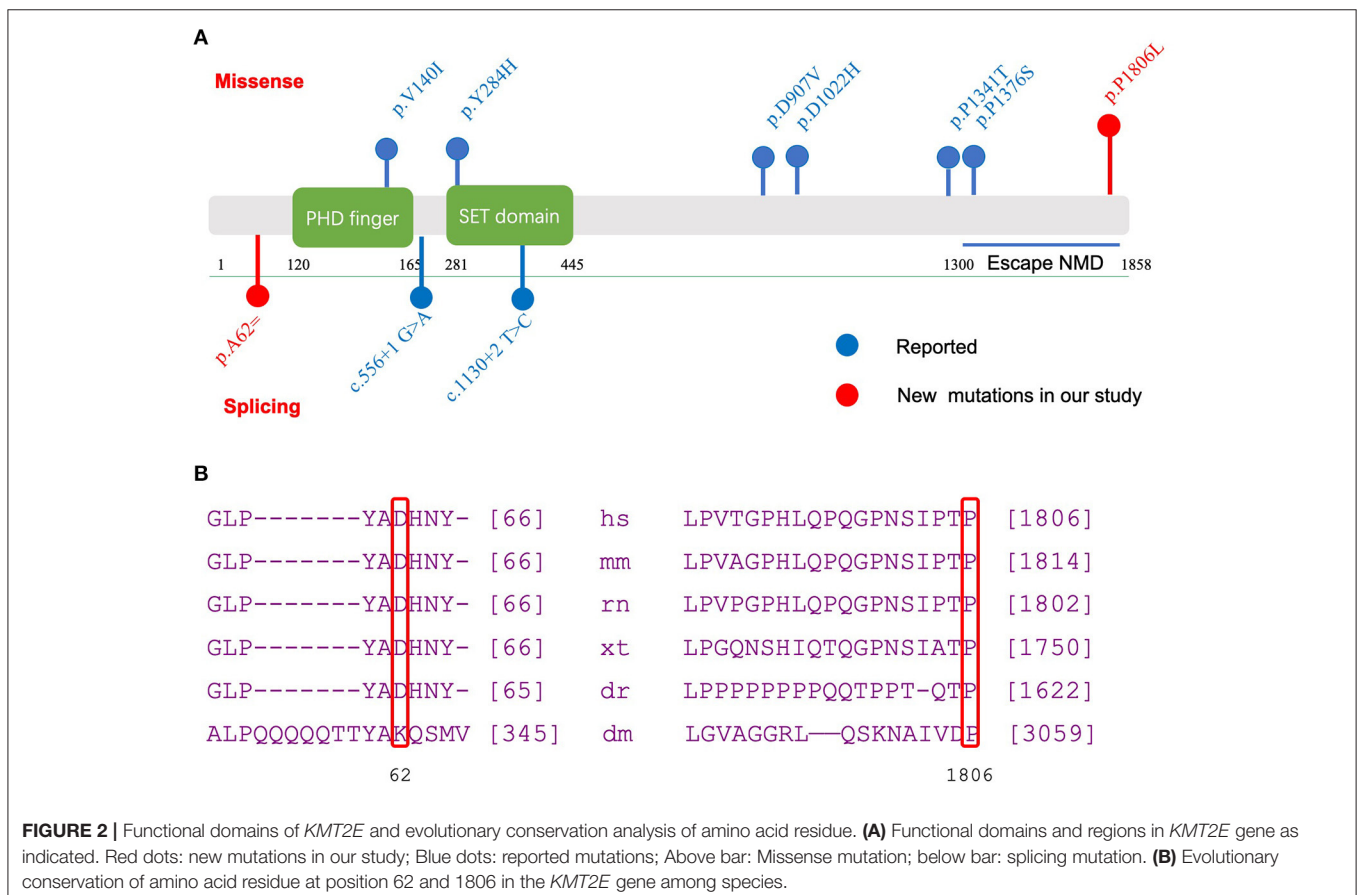 A
Missense
p.V140I
p.Y284H
p.D907V
p.D1022H
p.P1341T
p.P1376S
p.P1806L
PHD finger
SET domain
1 120 165 281 445 1300 Escape NMD 1858
p.A62=
c.556+1 G>A
c.1130+2 T>C
Splicing
Reported
New mutations in our study
B
GLP-------YADHNY- [66] hs LPVTGPHLQPQGPNSIPTP [1806]
GLP-------YADHNY- [66] mm LPVAGPHLQPQGPNSIPTP [1814]
GLP-------YADHNY- [66] rn LPVPGPHLQPQGPNSIPTP [1802]
GLP-------YADHNY- [66] xt LPGQNSHIQTQGPNSIATP [1750]
GLP-------YADHNY- [65] dr LPPPPPPPPQQTPPT-QTP [1622]
ALPQQQQQTTYAKQSMV [345] dm LGVAGGRL——QSKNAIVDP [3059]
62 1806
FIGURE 2 | Functional domains of KMT2E and evolutionary conservation analysis of amino acid residue. (A) Functional domains and regions in KMT2E gene as
indicated. Red dots: new mutations in our study; Blue dots: reported mutations; Above bar: Missense mutation; below bar: splicing mutation. (B) Evolutionary
conservation of amino acid residue at position 62 and 1806 in the KMT2E gene among species.